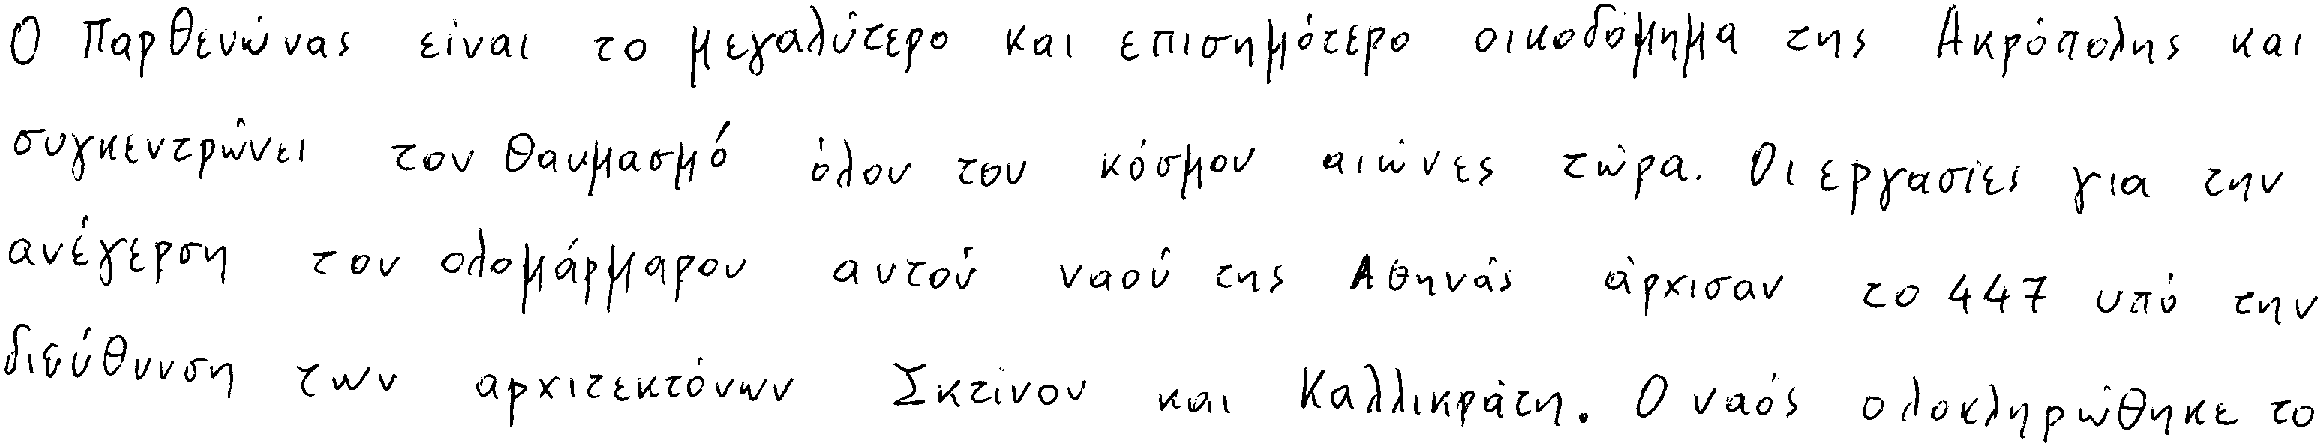 Ο Παρθενώνας είναι το μεγαλύτερο και επισημότερο οικοδόμημα της Ακρόπολης και
συγκεντρώνει τον θαυμασμό όλου του κόσμου αιώνες τώρα. Οι εργασίες για την
ανέγερση του ολομάρμαρου αυτού ναού της Αθηνάς άρχισαν το 447 υπό την
διεύθυνση των αρχιτεκτόνων Σκτίνου και Καλλικράτη. Ο ναός ολοκληρώθηκε το